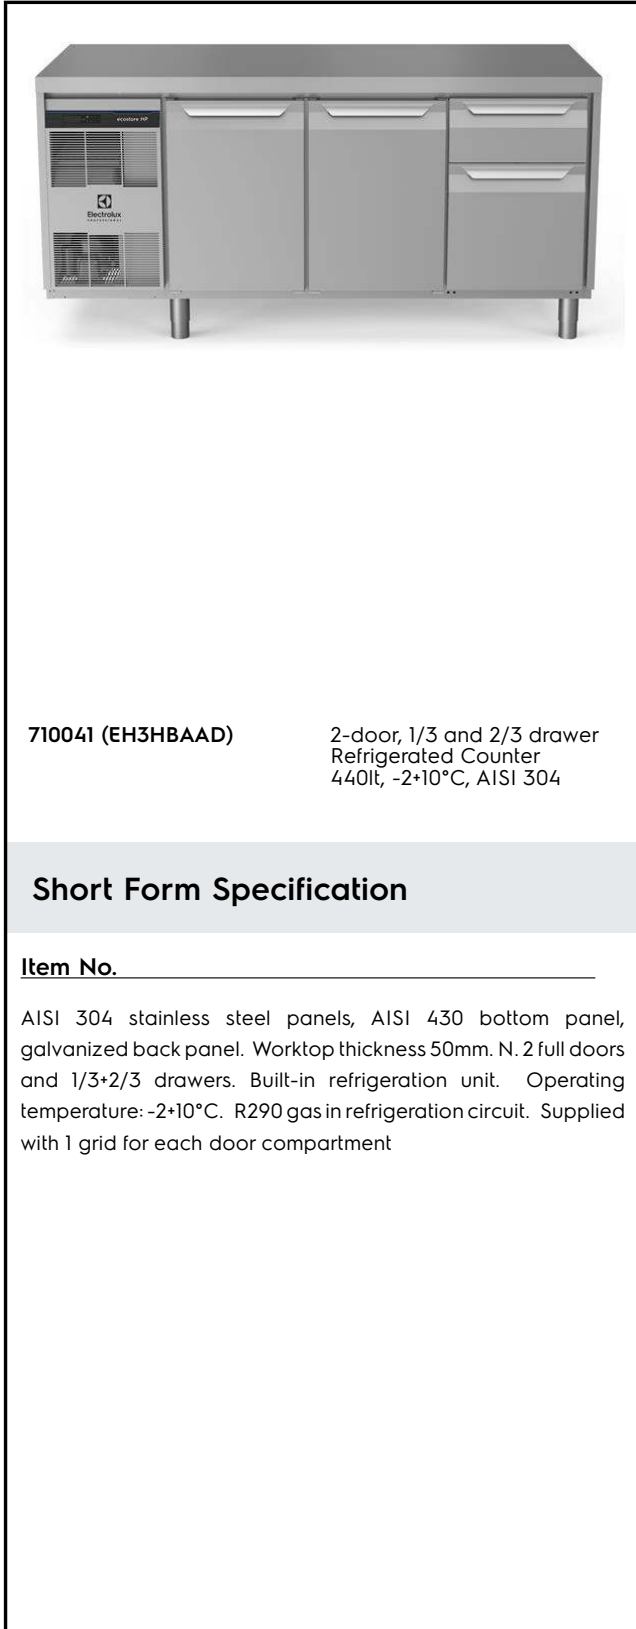 ecostore HP
Electrolux
PROFESSIONAL
710041 (EH3HBAAD)
2-door, 1/3 and 2/3 drawer
Refrigerated Counter
440lt, -2+10°C, AISI 304
Short Form Specification
Item No.
AISI 304 stainless steel panels, AISI 430 bottom panel,
galvanized back panel. Worktop thickness 50mm. N. 2 full doors
and 1/3+2/3 drawers. Built-in refrigeration unit. Operating
temperature: -2+10°C. R290 gas in refrigeration circuit. Supplied
with 1 grid for each door compartment